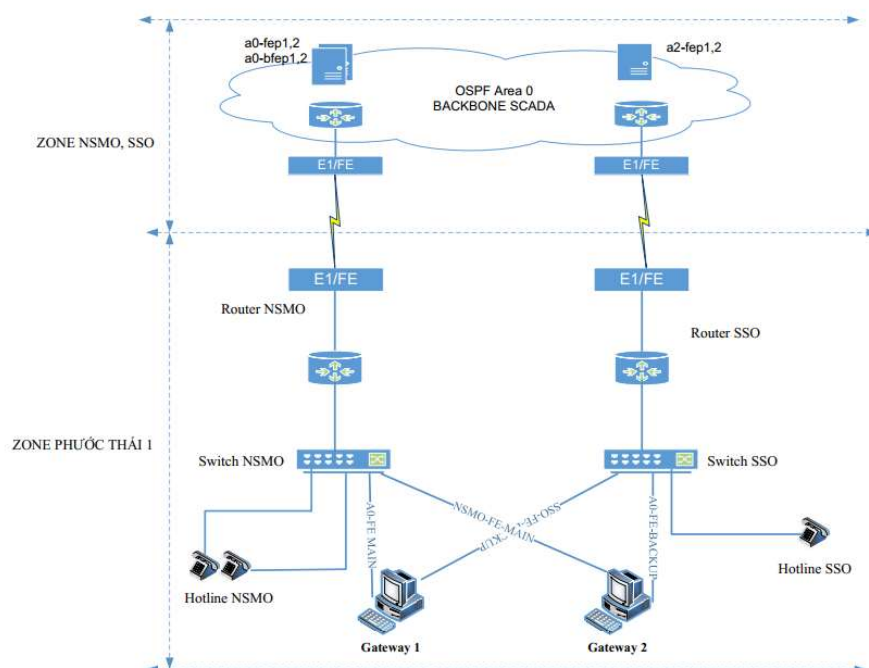 a0-fep1,2
a0-bfep1,2
a2-fep1,2
OSPF Area 0
BACKBONE SCADA
ZONE NSMO, SSO
E1/FE
E1/FE
E1/FE
E1/FE
Router NSMO
Router SSO
ZONE PHƯỚC THÁI 1
Switch NSMO
Switch SSO
A0-FE MAIN
NSMO-FE-MAIN
SSO-FE-
CKUP
A0-FE-BACKUP
Hotline NSMO
Hotline SSO
Gateway 1
Gateway 2